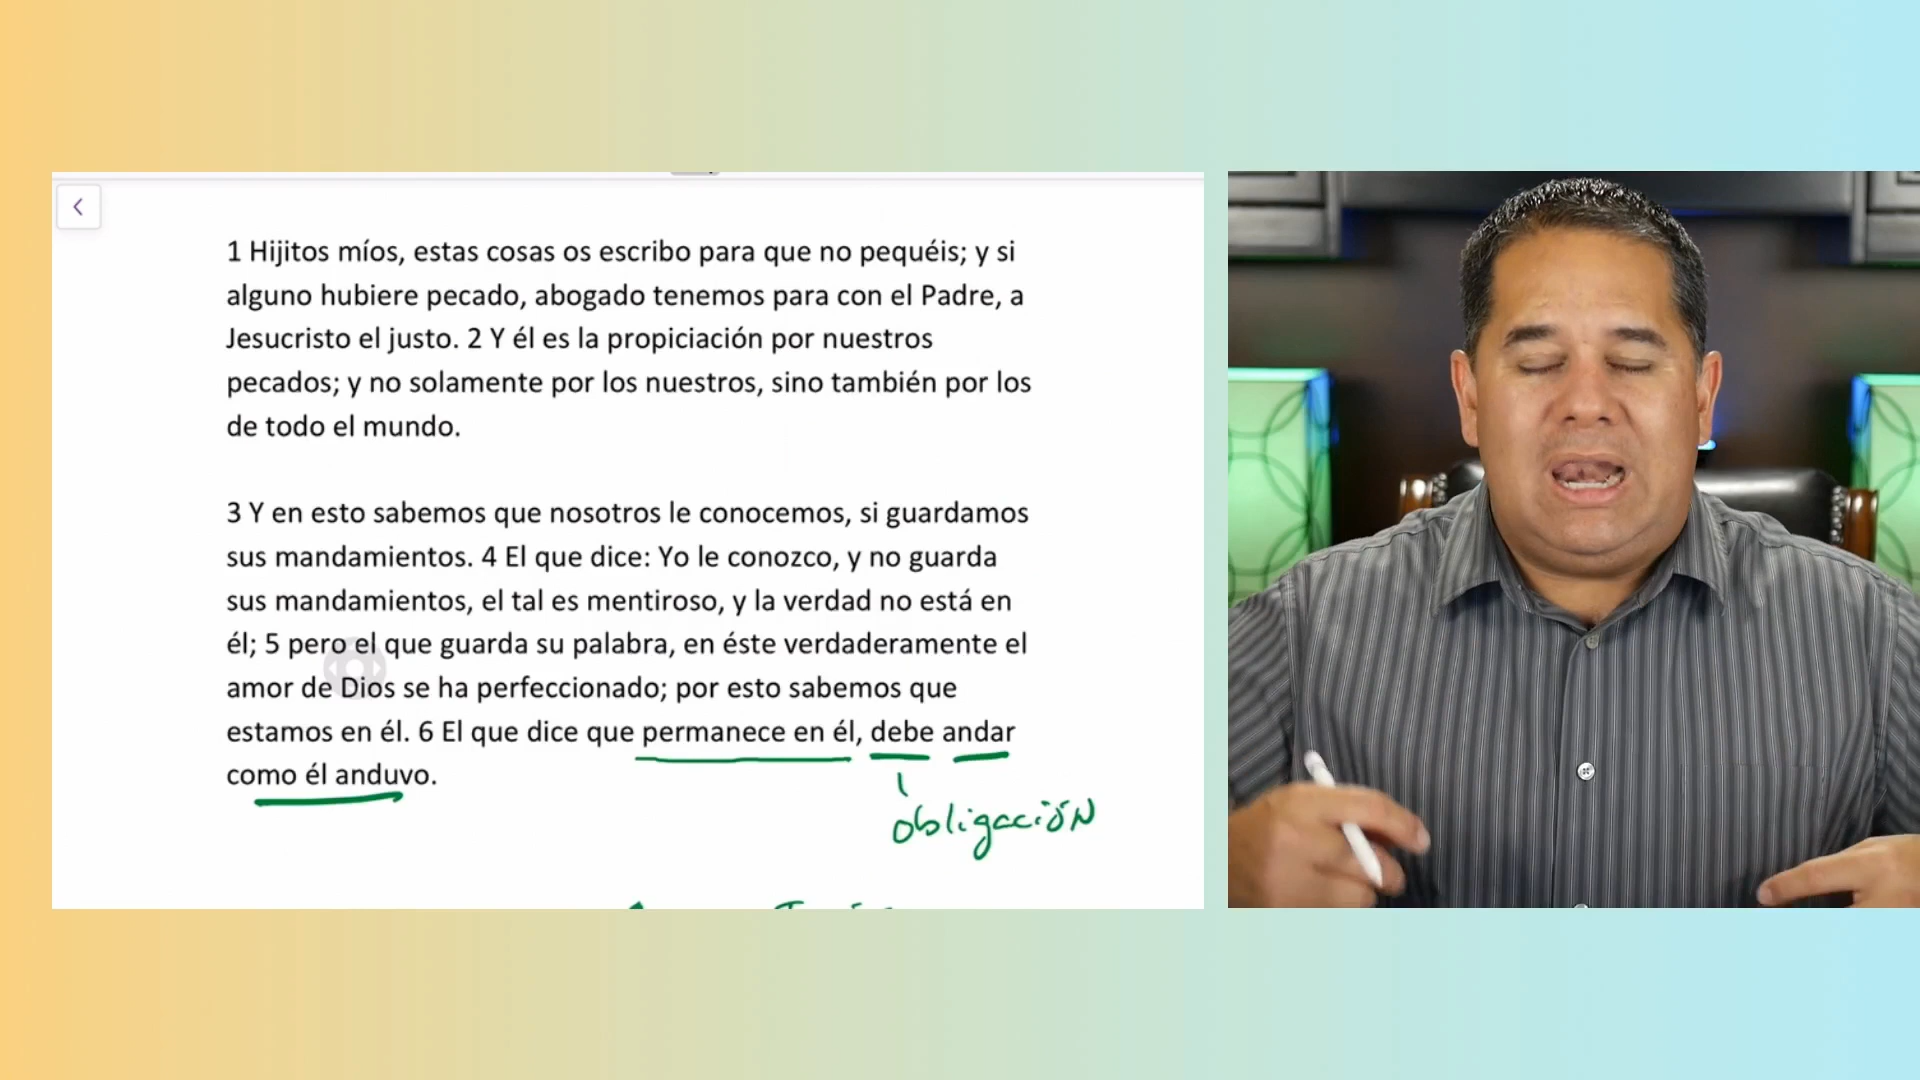 1 Hijitos míos, estas cosas os escribo para que no pequéis; y si
alguno hubiere pecado, abogado tenemos para con el Padre, a
Jesucristo el justo. 2 Y él es la propiciación por nuestros
pecados; y no solamente por los nuestros, sino también por los
de todo el mundo.
3 Y en esto sabemos que nosotros le conocemos, si guardamos
sus mandamientos. 4 El que dice: Yo le conozco, y no guarda
sus mandamientos, el tal es mentiroso, y la verdad no está en
él; 5 pero el que guarda su palabra, en éste verdaderamente el
amor de Dios se ha perfeccionado; por esto sabemos que
estamos en él. 6 El que dice que permanece en él, debe andar
como él anduvo.
obligación